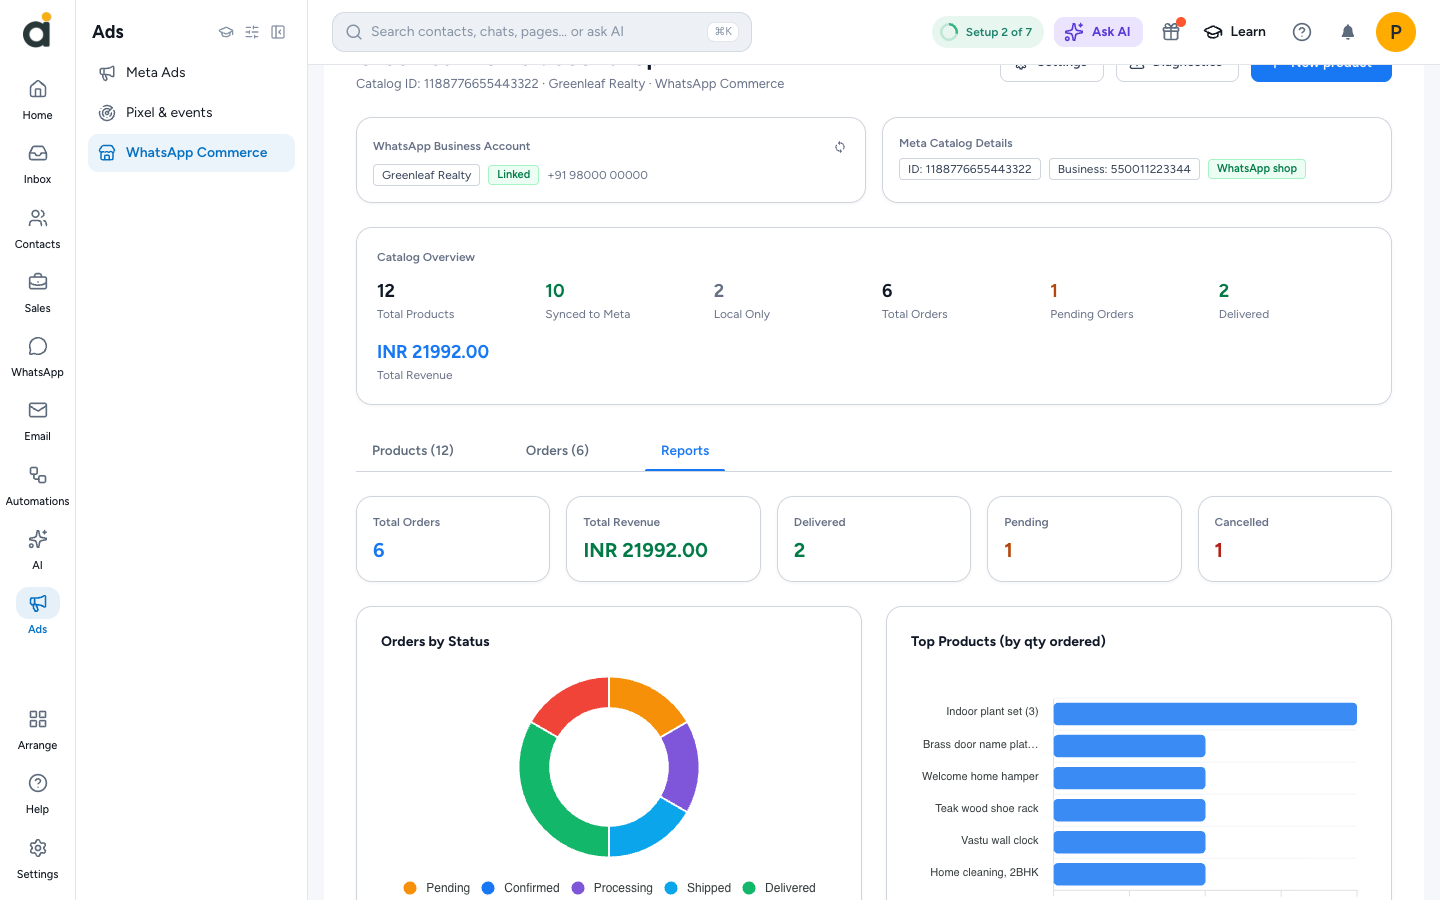 Ads
Search contacts, chats, pages... or ask AI
⌘K
Setup 2 of 7
Ask AI
Learn
P
Home
Inbox
Contacts
Sales
WhatsApp
Email
Automations
AI
Ads
Arrange
Help
Settings
Meta Ads
Pixel & events
WhatsApp Commerce
Catalog ID: 1188776655443322 · Greenleaf Realty · WhatsApp Commerce
Settings
Diagnostics
New product
WhatsApp Business Account
Greenleaf Realty
Linked
+91 98000 00000
Meta Catalog Details
ID: 1188776655443322
Business: 550011223344
WhatsApp shop
Catalog Overview
12
Total Products
10
Synced to Meta
2
Local Only
6
Total Orders
1
Pending Orders
2
Delivered
INR 21992.00
Total Revenue
Products (12)
Orders (6)
Reports
Total Orders
6
Total Revenue
INR 21992.00
Delivered
2
Pending
1
Cancelled
1
Orders by Status
Pending
Confirmed
Processing
Shipped
Delivered
Top Products (by qty ordered)
Indoor plant set (3)
Brass door name plat...
Welcome home hamper
Teak wood shoe rack
Vastu wall clock
Home cleaning, 2BHK